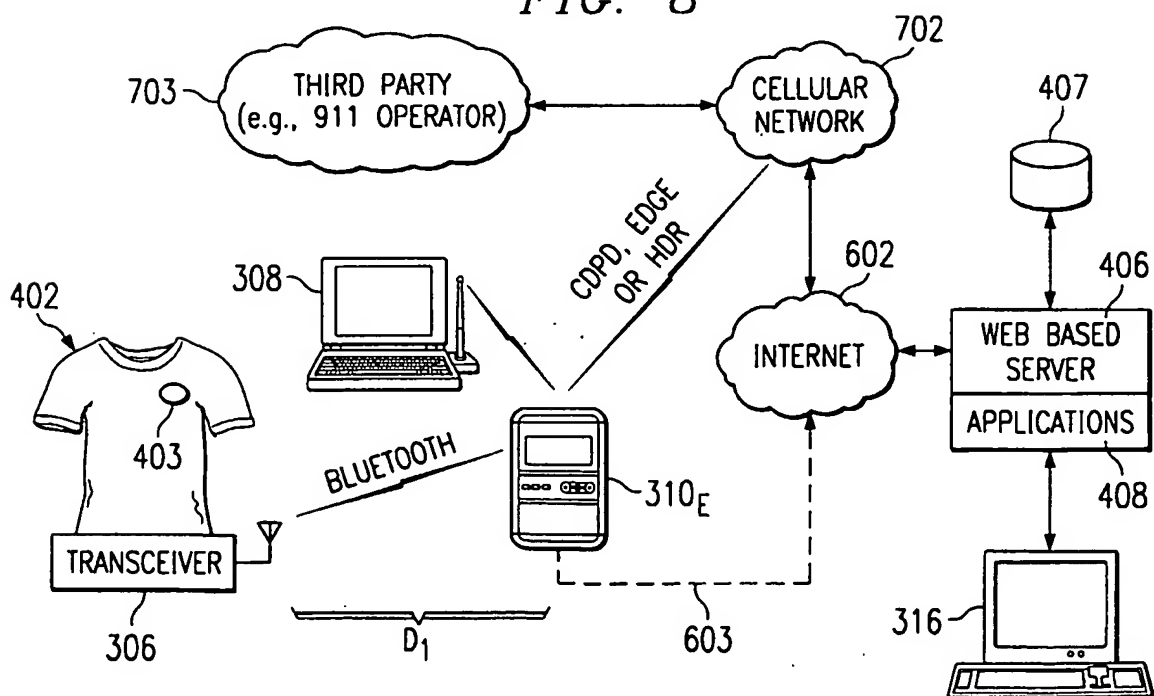 FIG. 8
702
703
THIRD PARTY
(e.g., 911 OPERATOR)
CELLULAR
NETWORK
407
CDPD, EDGE
OR HDR
602
308
406
402
INTERNET
WEB BASED
SERVER
APPLICATIONS
403
BLUETOOTH
310E
408
TRANSCEIVER
316
603
306
D1